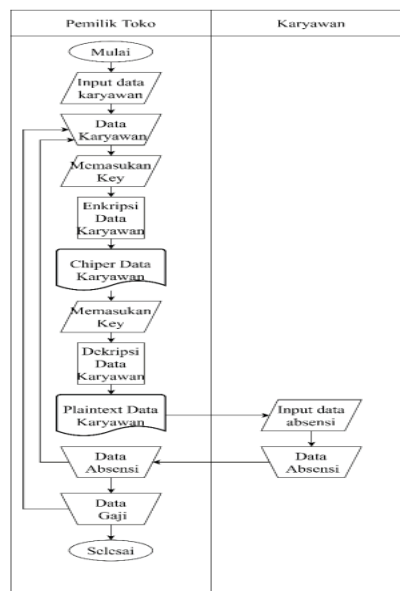 Pemilik Toko
Karyawan
Mulai
Input data
karyawan
Data
Karyawan
Memasukan
Key
Enkripsi
Data
Karyawan
Chiper Data
Karyawan
Memasukan
Key
Dekripsi
Data
Karyawan
Plaintext Data
Karyawan
Input data
absensi
Data
Absensi
Data
Absensi
Data
Gaji
Selesai